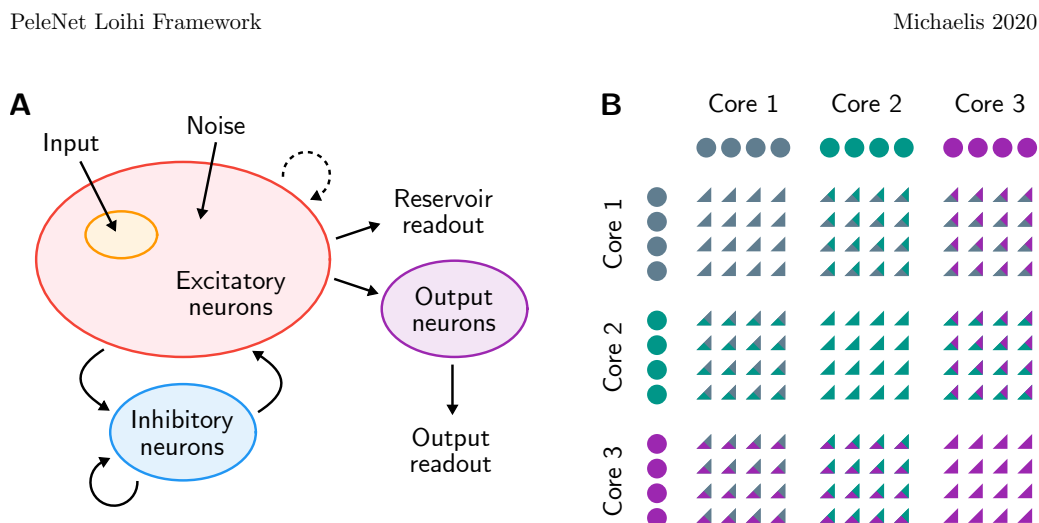 PeleNet Loihi Framework
Michaelis 2020
A
Input
Noise
Reservoir
readout
Excitatory
neurons
Output
neurons
Inhibitory
neurons
Output
readout
B
Core 1
Core 2
Core 3
Core 1
Core 2
Core 3